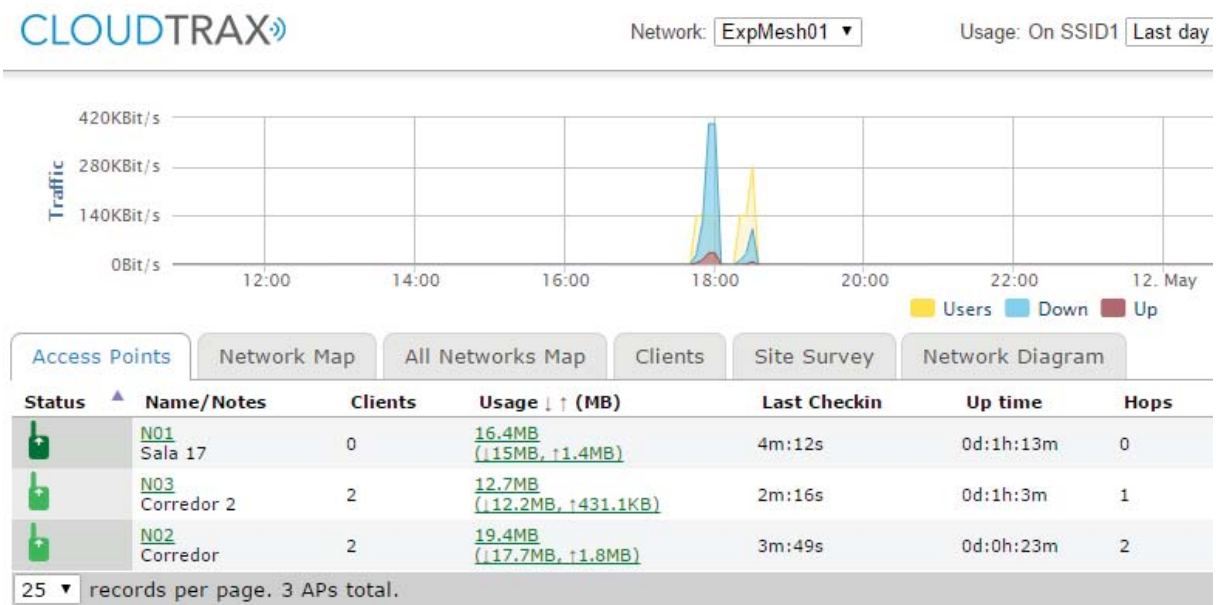 CLOUDTRAX
Network: ExpMesh01 Usage: On SSID1 Last day
420KBit/s
280KBit/s
140KBit/s
0Bit/s
Traffic
12:00 14:00 16:00 18:00 20:00 22:00 12. May
Users Down Up
Access Points Network Map All Networks Map Clients Site Survey Network Diagram
Status Name/Notes Clients Usage ↓ ↑ (MB) Last Checkin Up time Hops
N01 16.4MB
Sala 17 0 (↓15MB, ↑1.4MB) 4m:12s 0d:1h:13m 0
N03 12.7MB
Corredor 2 2 (↓12.2MB, ↑431.1KB) 2m:16s 0d:1h:3m 1
N02 19.4MB
Corredor 2 (↓17.7MB, ↑1.8MB) 3m:49s 0d:0h:23m 2
25 records per page. 3 APs total.